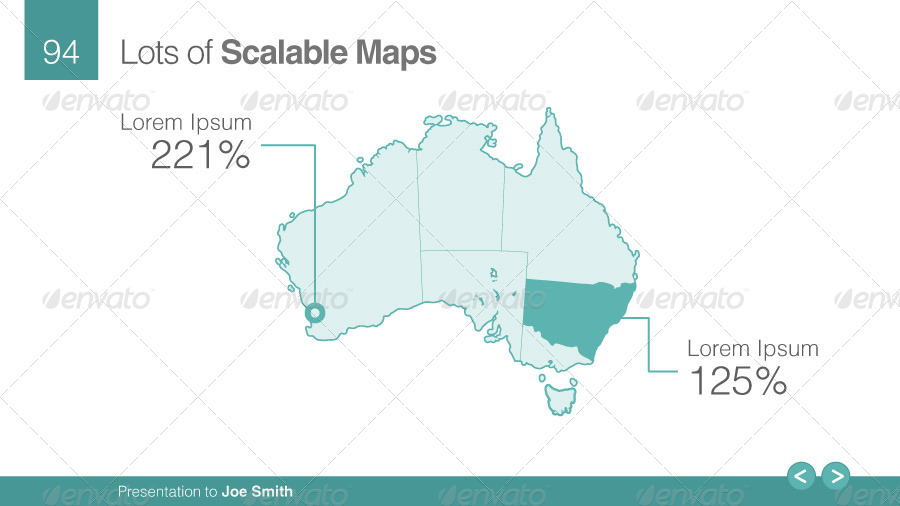 94
Lots of Scalable Maps
Lorem Ipsum
221%
Lorem Ipsum
125%
Presentation to Joe Smith
envato envato envato envato envato
envato envato envato envato envato
envato envato envato envato envato